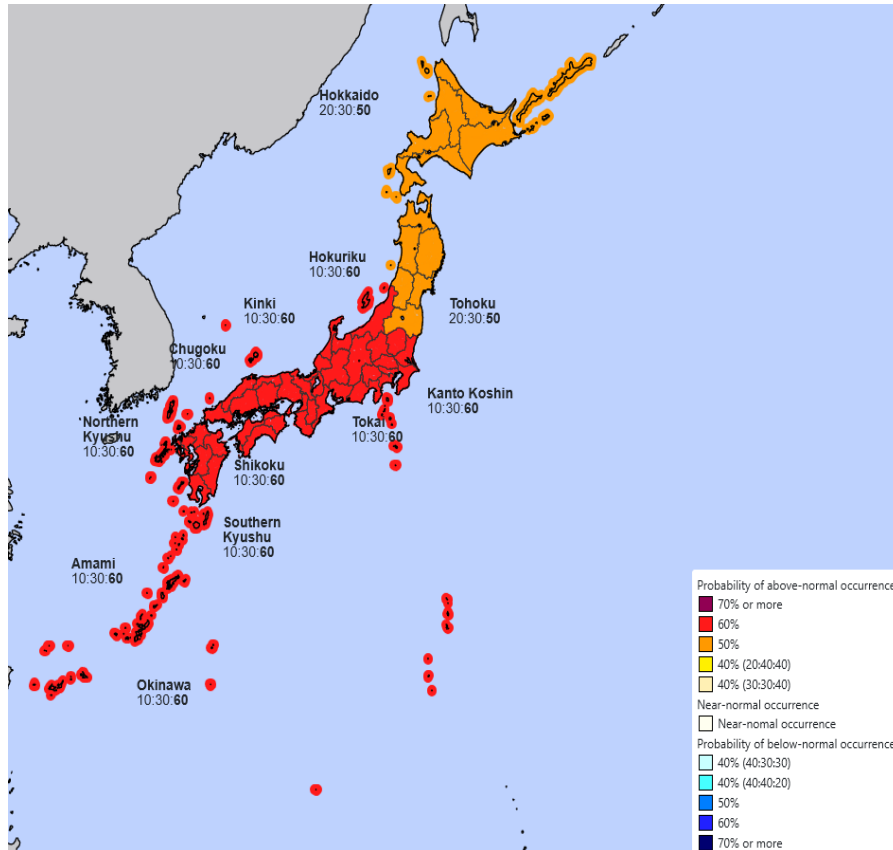 Hokkaido
20:30:50
Hokuriku
10:30:60
Kinki
10:30:60
Tohoku
20:30:50
Chugoku
10:30:60
Kanto Koshin
10:30:60
Northern
Kyushu
10:30:60
Tokai
10:30:60
Shikoku
10:30:60
Southern
Kyushu
10:30:60
Amami
10:30:60
Okinawa
10:30:60
Probability of above-normal occurrence
70% or more
60%
50%
40% (20:40:40)
40% (30:30:40)
Near-normal occurrence
Near-nomal occurrence
Probability of below-normal occurrence
40% (40:30:30)
40% (40:40:20)
50%
60%
70% or more